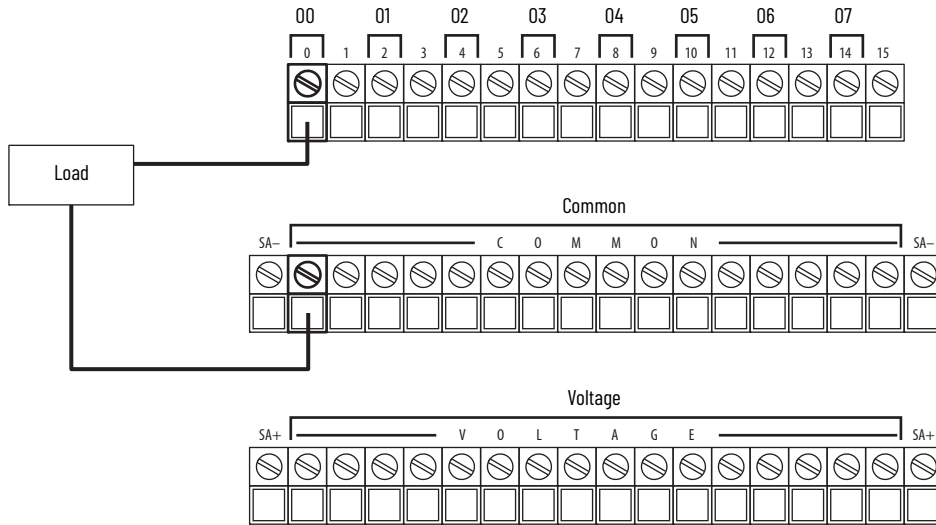 00 01 02 03 04 05 06 07
0 1 2 3 4 5 6 7 8 9 10 11 12 13 14 15
Load
Common
SA– C O M M O N SA–
Voltage
SA+ V O L T A G E SA+